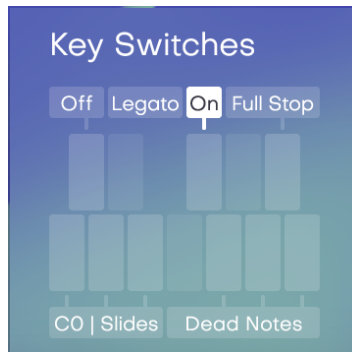 Key Switches
Off Legato On Full Stop
C0 | Slides Dead Notes